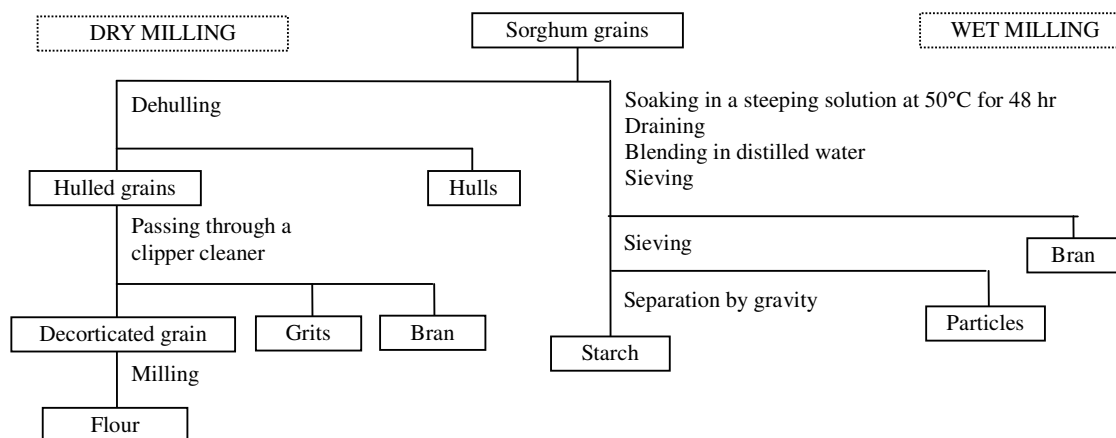 DRY MILLING
Sorghum grains
WET MILLING
Dehulling
Soaking in a steeping solution at 50°C for 48 hr
Draining
Blending in distilled water
Sieving
Hulled grains
Hulls
Passing through a
clipper cleaner
Sieving
Bran
Separation by gravity
Particles
Decorticated grain
Grits
Bran
Starch
Milling
Flour